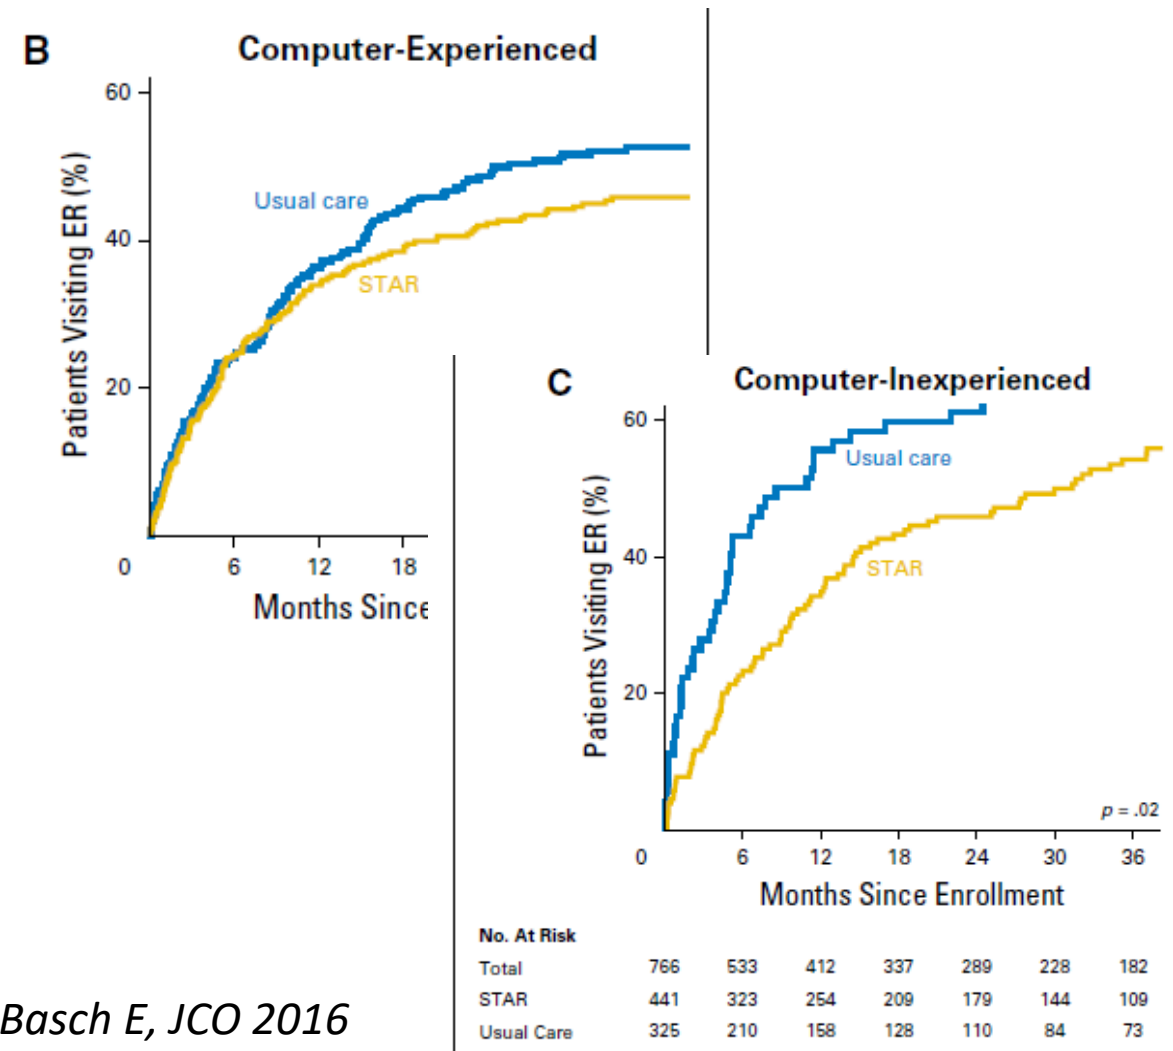 B
Computer-Experienced
Patients Visiting ER (%)
60
40
20
Usual care
STAR
0 6 12 18
Months Since
C
Computer-Inexperienced
Patients Visiting ER (%)
60
40
20
Usual care
STAR
p = .02
0 6 12 18 24 30 36
Months Since Enrollment
No. At Risk
Total 766 533 412 337 289 228 182
STAR 441 323 254 209 179 144 109
Usual Care 325 210 158 128 110 84 73
Basch E, JCO 2016